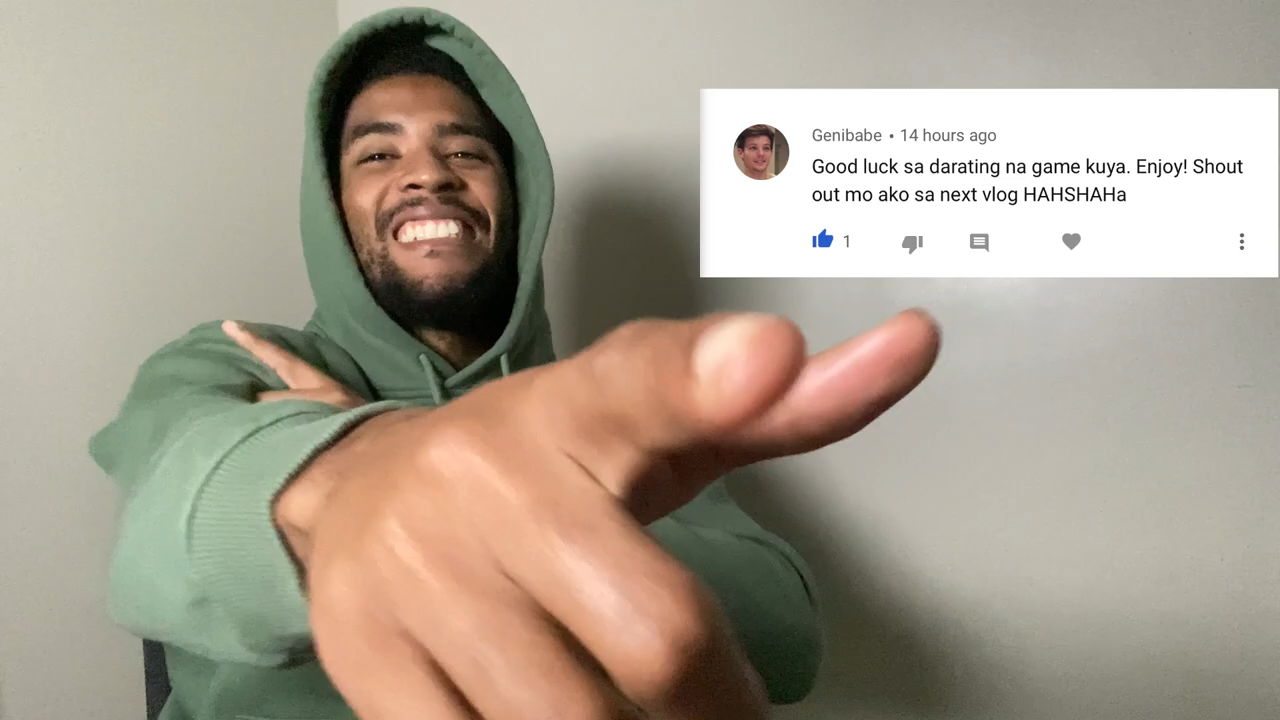 Genibabe • 14 hours ago
Good luck sa darating na game kuya. Enjoy! Shout
out mo ako sa next vlog HAHSHAHa
1